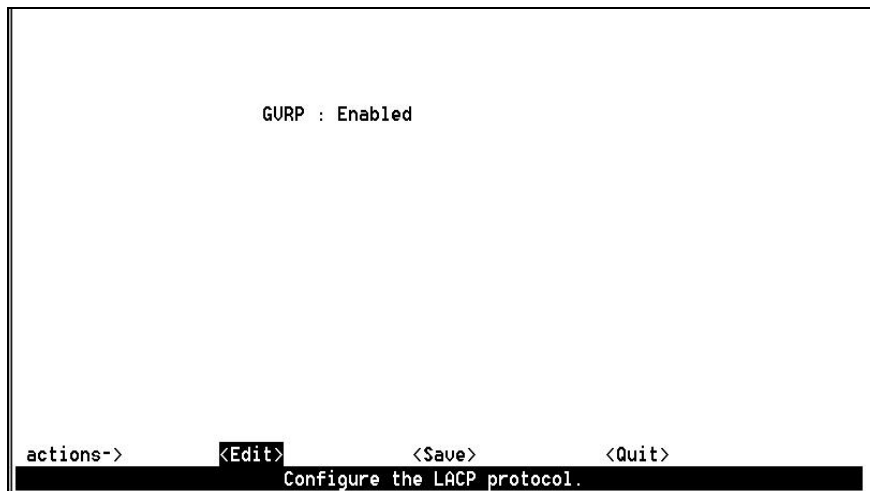 GVRP : Enabled
actions-> <Edit> <Save> <Quit>
Configure the LACP protocol.